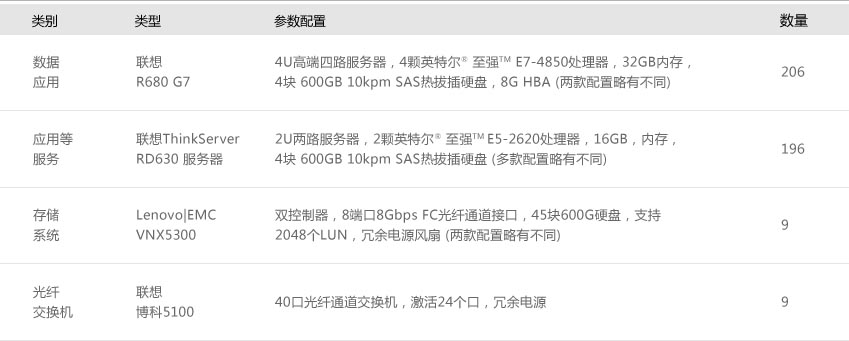 类别 类型 参数配置 数量
数据 联想 4U高端四路服务器，4颗英特尔® 至强™ E7-4850处理器，32GB内存， 206
应用 R680 G7 4块 600GB 10kpm SAS热拔插硬盘，8G HBA (两款配置略有不同)
应用等 联想ThinkServer 2U两路服务器，2颗英特尔® 至强™ E5-2620处理器，16GB，内存， 196
服务 RD630 服务器 4块 600GB 10kpm SAS热拔插硬盘 (多款配置略有不同)
存储 Lenovo|EMC 双控制器，8端口8Gbps FC光纤通道接口，45块600G硬盘，支持 9
系统 VNX5300 2048个LUN，冗余电源风扇 (两款配置略有不同)
光纤 联想 40口光纤通道交换机，激活24个口，冗余电源 9
交换机 博科5100